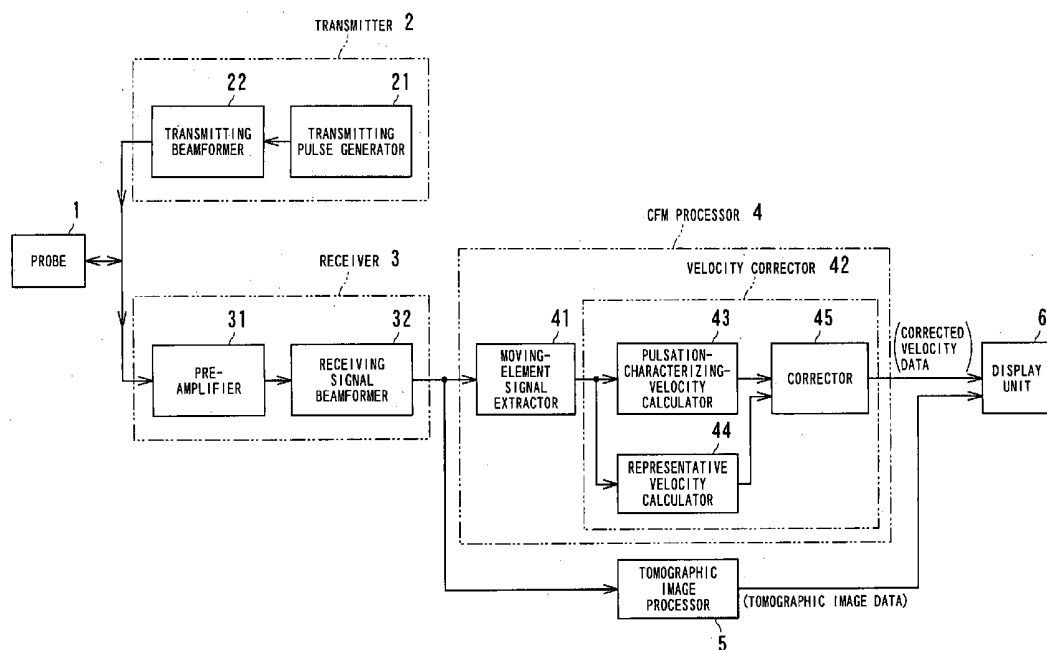 TRANSMITTER 2
22
21
TRANSMITTING
BEAMFORMER
TRANSMITTING
PULSE GENERATOR
1
PROBE
CFM PROCESSOR 4
RECEIVER 3
VELOCITY CORRECTOR 42
31
32
41
43
45
6
PRE-
AMPLIFIER
RECEIVING
SIGNAL
BEAMFORMER
MOVING-
ELEMENT
SIGNAL
EXTRACTOR
PULSATION-
CHARACTERIZING-
VELOCITY
CALCULATOR
CORRECTOR
(CORRECTED
VELOCITY
DATA)
DISPLAY
UNIT
44
REPRESENTATIVE
VELOCITY
CALCULATOR
TOMOGRAPHIC
IMAGE
PROCESSOR
(TOMOGRAPHIC IMAGE DATA)
5